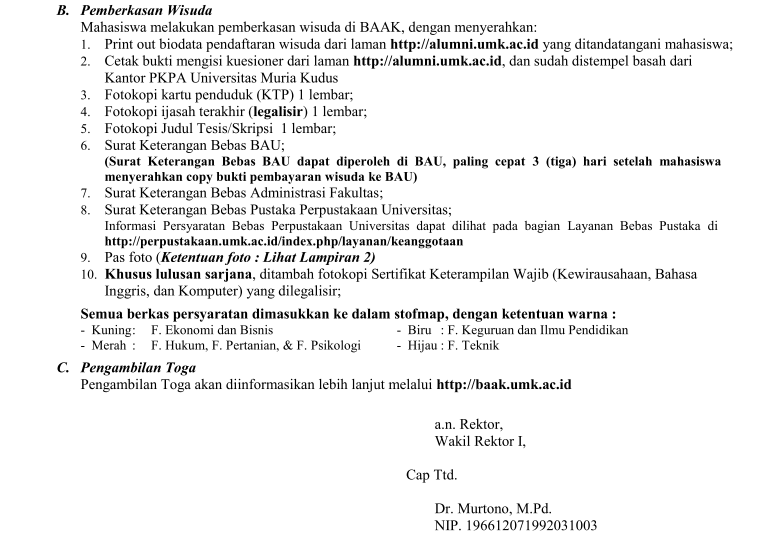 B. Pemberkasan Wisuda
Mahasiswa melakukan pemberkasan wisuda di BAAK, dengan menyerahkan:
1. Print out biodata pendaftaran wisuda dari laman http://alumni.umk.ac.id yang ditandatangani mahasiswa;
2. Cetak bukti mengisi kuesioner dari laman http://alumni.umk.ac.id, dan sudah distempel basah dari
Kantor PKPA Universitas Muria Kudus
3. Fotokopi kartu penduduk (KTP) 1 lembar;
4. Fotokopi ijasah terakhir (legalisir) 1 lembar;
5. Fotokopi Judul Tesis/Skripsi 1 lembar;
6. Surat Keterangan Bebas BAU;
(Surat Keterangan Bebas BAU dapat diperoleh di BAU, paling cepat 3 (tiga) hari setelah mahasiswa
menyerahkan copy bukti pembayaran wisuda ke BAU)
7. Surat Keterangan Bebas Administrasi Fakultas;
8. Surat Keterangan Bebas Pustaka Perpustakaan Universitas;
Informasi Persyaratan Bebas Perpustakaan Universitas dapat dilihat pada bagian Layanan Bebas Pustaka di
http://perpustakaan.umk.ac.id/index.php/layanan/keanggotaan
9. Pas foto (Ketentuan foto : Lihat Lampiran 2)
10. Khusus lulusan sarjana, ditambah fotokopi Sertifikat Keterampilan Wajib (Kewirausahaan, Bahasa
Inggris, dan Komputer) yang dilegalisir;
Semua berkas persyaratan dimasukkan ke dalam stofmap, dengan ketentuan warna :
- Kuning: F. Ekonomi dan Bisnis - Biru : F. Keguruan dan Ilmu Pendidikan
- Merah : F. Hukum, F. Pertanian, & F. Psikologi - Hijau : F. Teknik
C. Pengambilan Toga
Pengambilan Toga akan diinformasikan lebih lanjut melalui http://baak.umk.ac.id
a.n. Rektor,
Wakil Rektor I,
Cap Ttd.
Dr. Murtono, M.Pd.
NIP. 196612071992031003